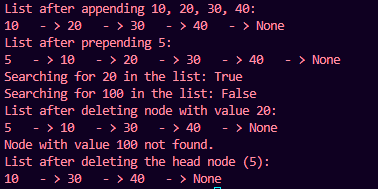 List after appending 10, 20, 30, 40:
10   - > 20   - > 30   - > 40   - > None
List after prepending 5:
5   - > 10   - > 20   - > 30   - > 40   - > None
Searching for 20 in the list: True
Searching for 100 in the list: False
List after deleting node with value 20:
5   - > 10   - > 30   - > 40   - > None
Node with value 100 not found.
List after deleting the head node (5):
10   - > 30   - > 40   - > None